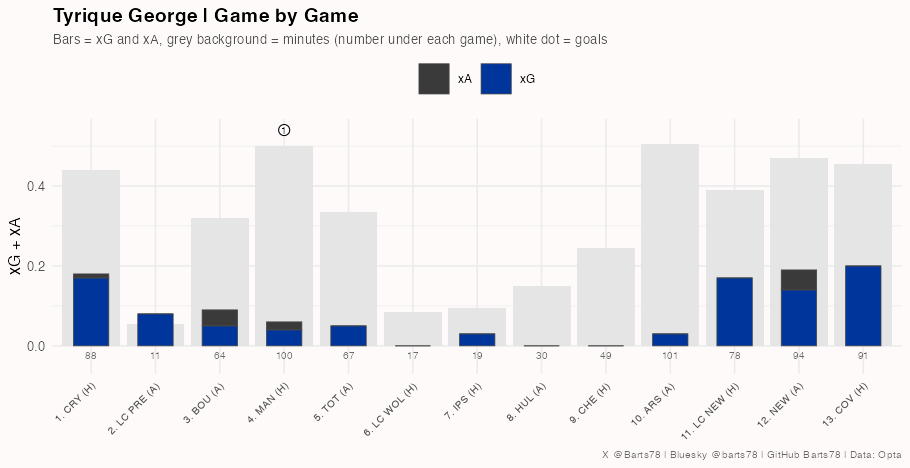 Tyrique George | Game by Game
Bars = xG and xA, grey background = minutes (number under each game), white dot = goals
xA xG
1
xG + xA
0.4
0.2
0.0
88 11 64 100 67 17 19 30 49 101 78 94 91
1. CRY (H) 2. LC PRE (A) 3. BOU (A) 4. MAN (H) 5. TOT (A) 6. LC WOL (H) 7. IPS (H) 8. HUL (A) 9. CHE (H) 10. ARS (A) 11. LC NEW (H) 12. NEW (A) 13. COV (H)
X @Barts78 | Bluesky @barts78 | GitHub Barts78 | Data: Opta